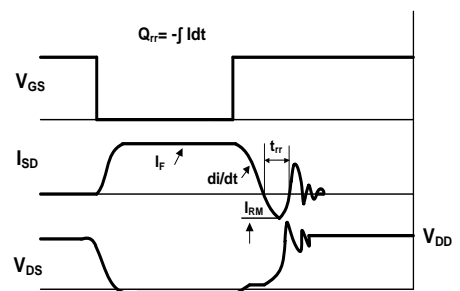 Qrr= -∫ Idt
VGS
ISD
IF
di/dt
trr
IRM
VDD
VDS